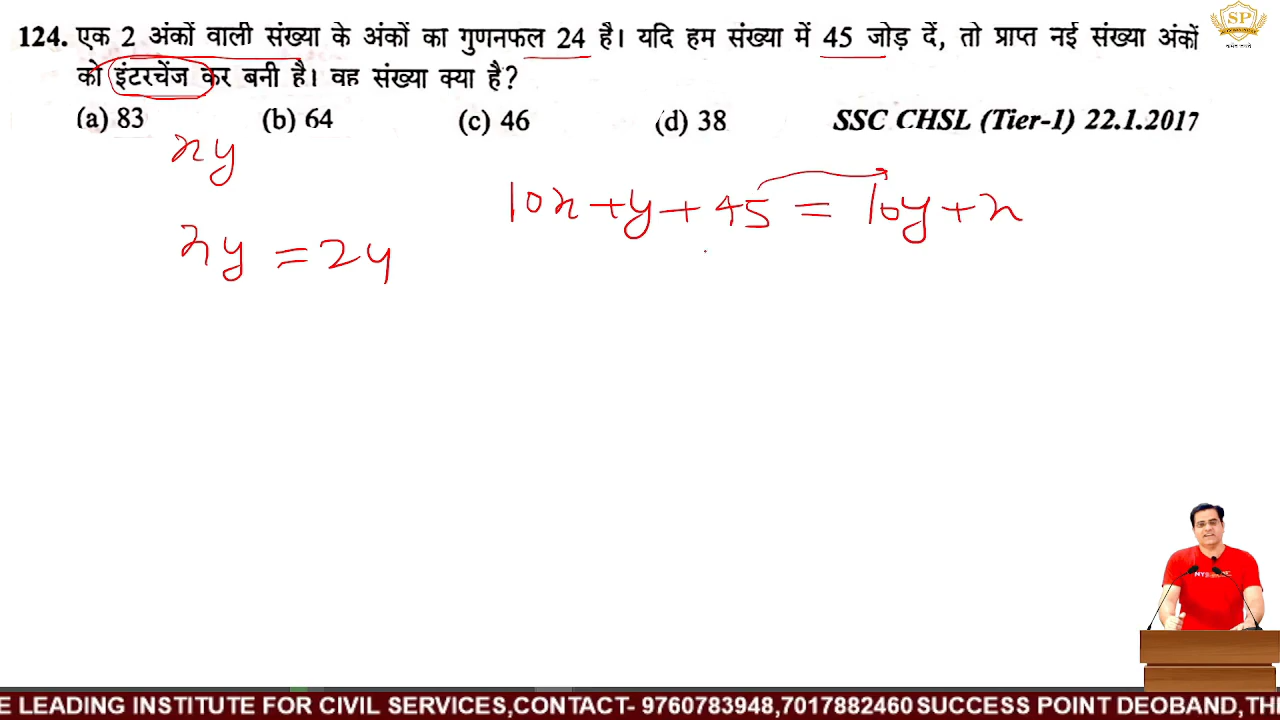 124. एक 2 अंकों वाली संख्या के अंकों का गुणनफल 24 है। यदि हम संख्या में 45 जोड़ दें, तो प्राप्त नई संख्या अंकों
को इंटरचेंज कर बनी है। वह संख्या क्या है?
(a) 83 (b) 64 (c) 46 (d) 38 SSC CHSL (Tier-1) 22.1.2017
xy
10x + y + 45 = 10y + x
xy = 24
SP
E LEADING INSTITUTE FOR CIVIL SERVICES,CONTACT- 9760783948,7017882460 SUCCESS POINT DEOBAND,THE